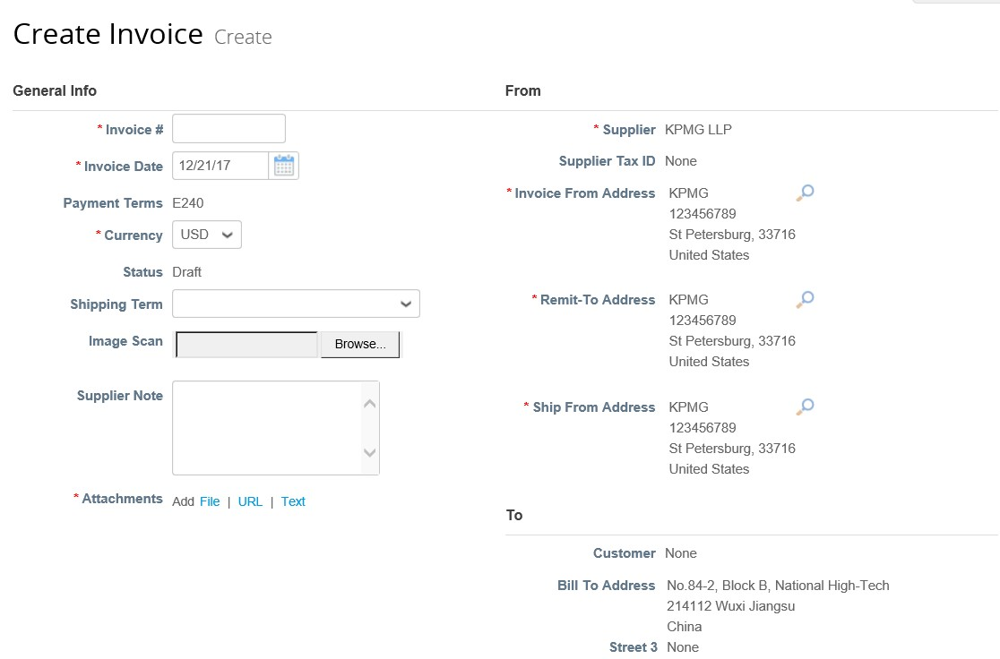 Create Invoice Create
General Info
* Invoice #
* Invoice Date 12/21/17
Payment Terms E240
* Currency USD
Status Draft
Shipping Term
Image Scan Browse...
Supplier Note
* Attachments Add File | URL | Text
From
* Supplier KPMG LLP
Supplier Tax ID None
* Invoice From Address KPMG
123456789
St Petersburg, 33716
United States
* Remit-To Address KPMG
123456789
St Petersburg, 33716
United States
* Ship From Address KPMG
123456789
St Petersburg, 33716
United States
To
Customer None
Bill To Address No.84-2, Block B, National High-Tech
214112 Wuxi Jiangsu
China
Street 3 None